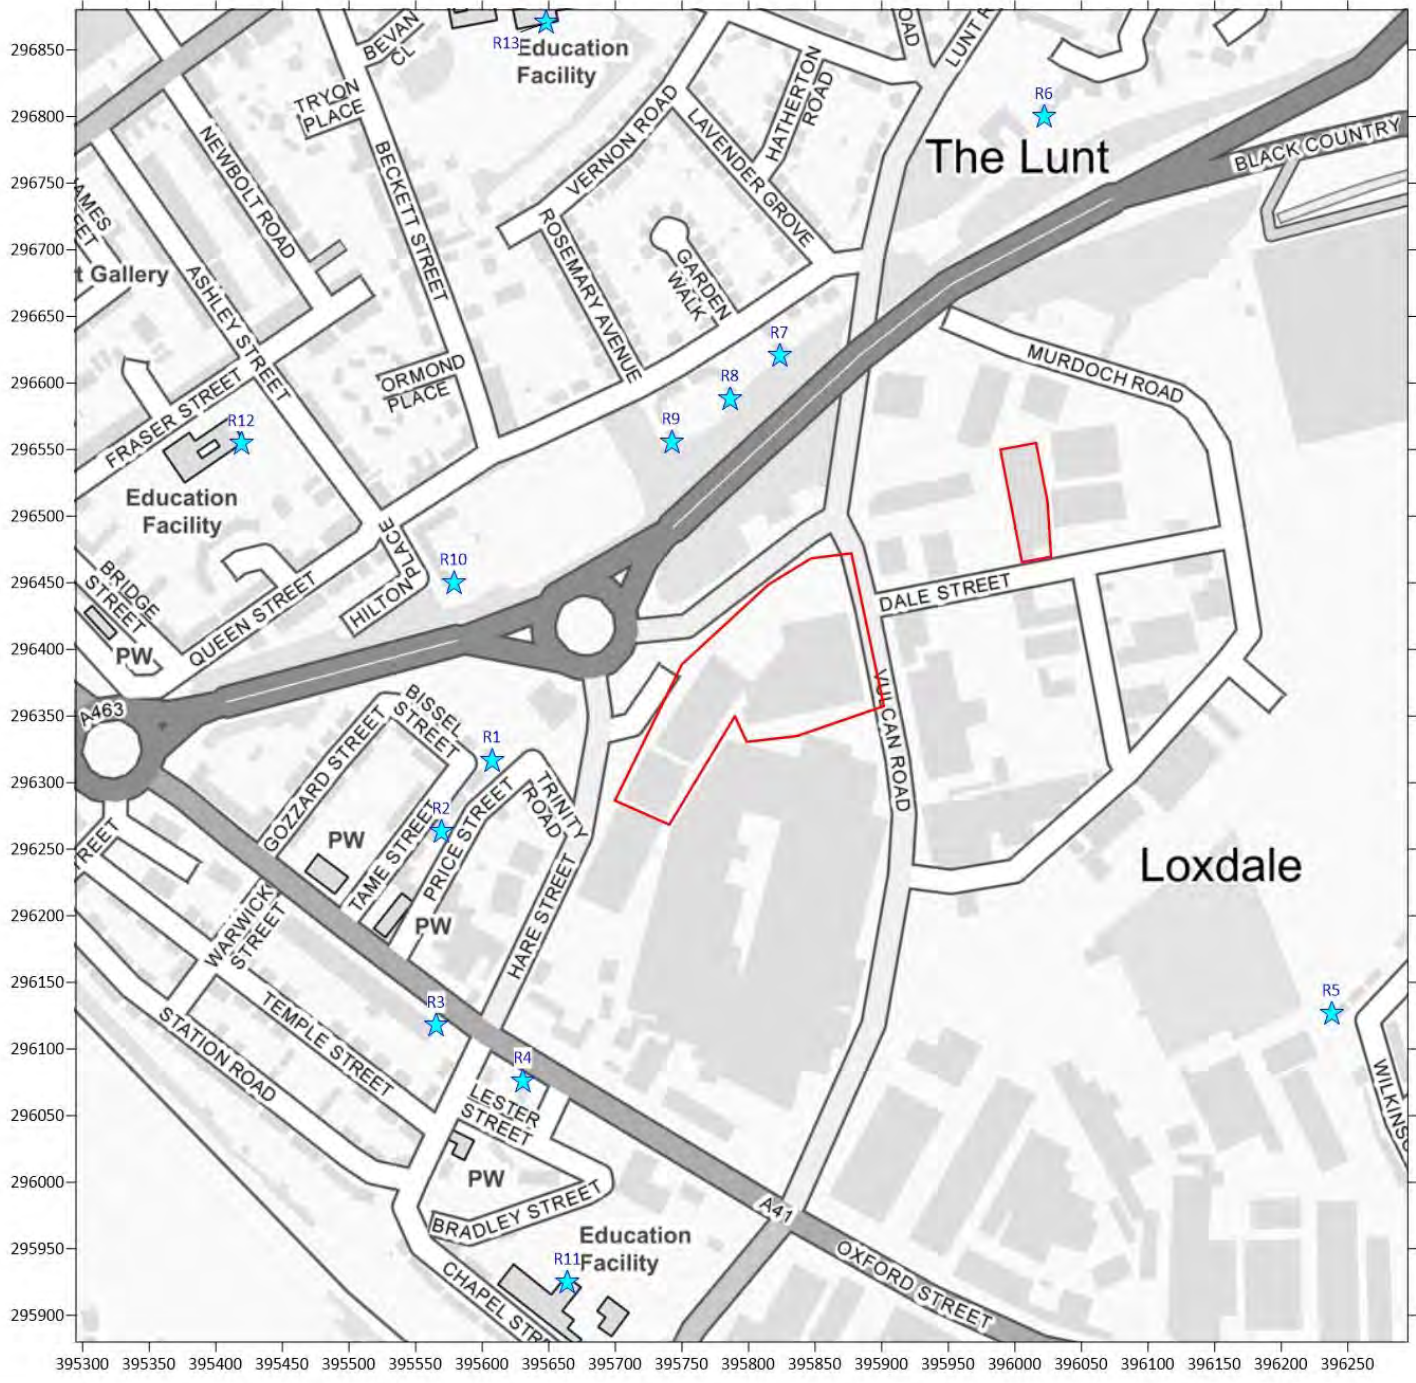 296850
296800
296750
296700
296650
296600
296550
296500
296450
296400
296350
296300
296250
296200
296150
296100
296050
296000
295950
295900
395300
395350
395400
395450
395500
395550
395600
395650
395700
395750
395800
395850
395900
395950
396000
396050
396100
396150
396200
396250
BEVAN
CL
R13
Education
Facility
OAD
LUNT R
TRYON
PLACE
HATHERTON
ROAD
R6
The Lunt
BLACK COUNTRY
NEWBOLT ROAD
BECKETT STREET
VERNON ROAD
LAVENDER GROVE
AMES
EET
t Gallery
ASHLEY STREET
ROSEMARY AVENUE
GARDEN
WALK
R7
R8
R9
MURDOCH ROAD
ORMOND
PLACE
FRASER STREET
R12
Education
Facility
HILTON PLACE
R10
BRIDGE
STREET
PW
QUEEN STREET
DALE STREET
A463
BISSEL
STREET
R1
GOZZARD STREET
VULCAN ROAD
TRINITY
ROAD
R2
PW
TAME STREET
PRICE STREET
REET
Loxdale
WARWICK
STREET
PW
HARE STREET
R3
R5
TEMPLE STREET
STATION ROAD
R4
LESTER
STREET
WILKINSO
PW
BRADLEY STREET
A41
OXFORD STREET
Education
Facility
R11
CHAPEL STRE